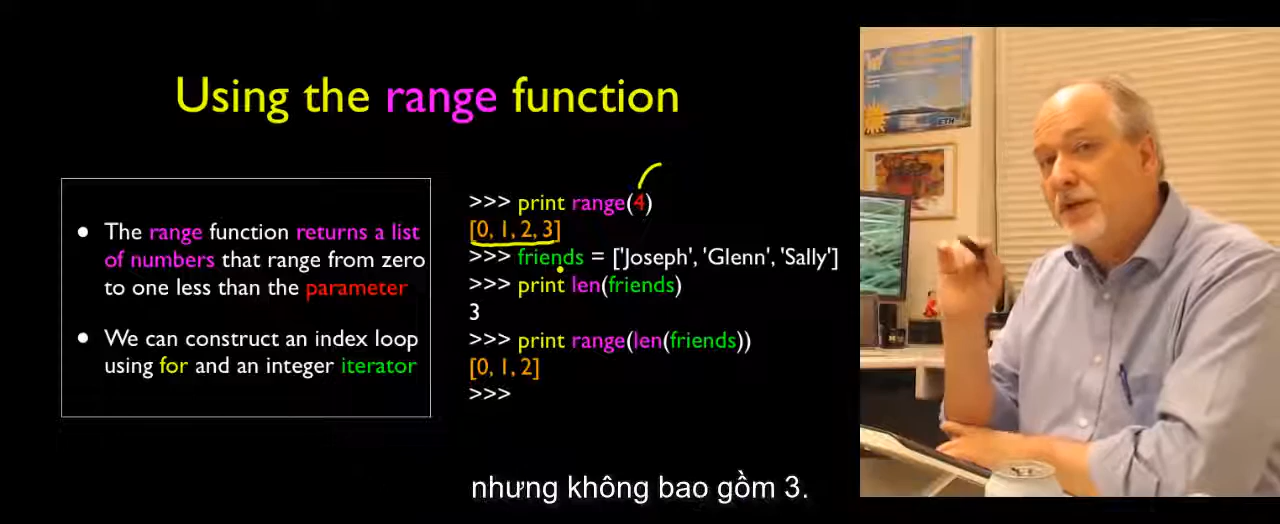 Using the range function
● The range function returns a list
of numbers that range from zero
to one less than the parameter
● We can construct an index loop
using for and an integer iterator
>>> print range(4)
[0, 1, 2, 3]
>>> friends = ['Joseph', 'Glenn', 'Sally']
>>> print len(friends)
3
>>> print range(len(friends))
[0, 1, 2]
>>>
ETH
nhưng không bao gồm 3.